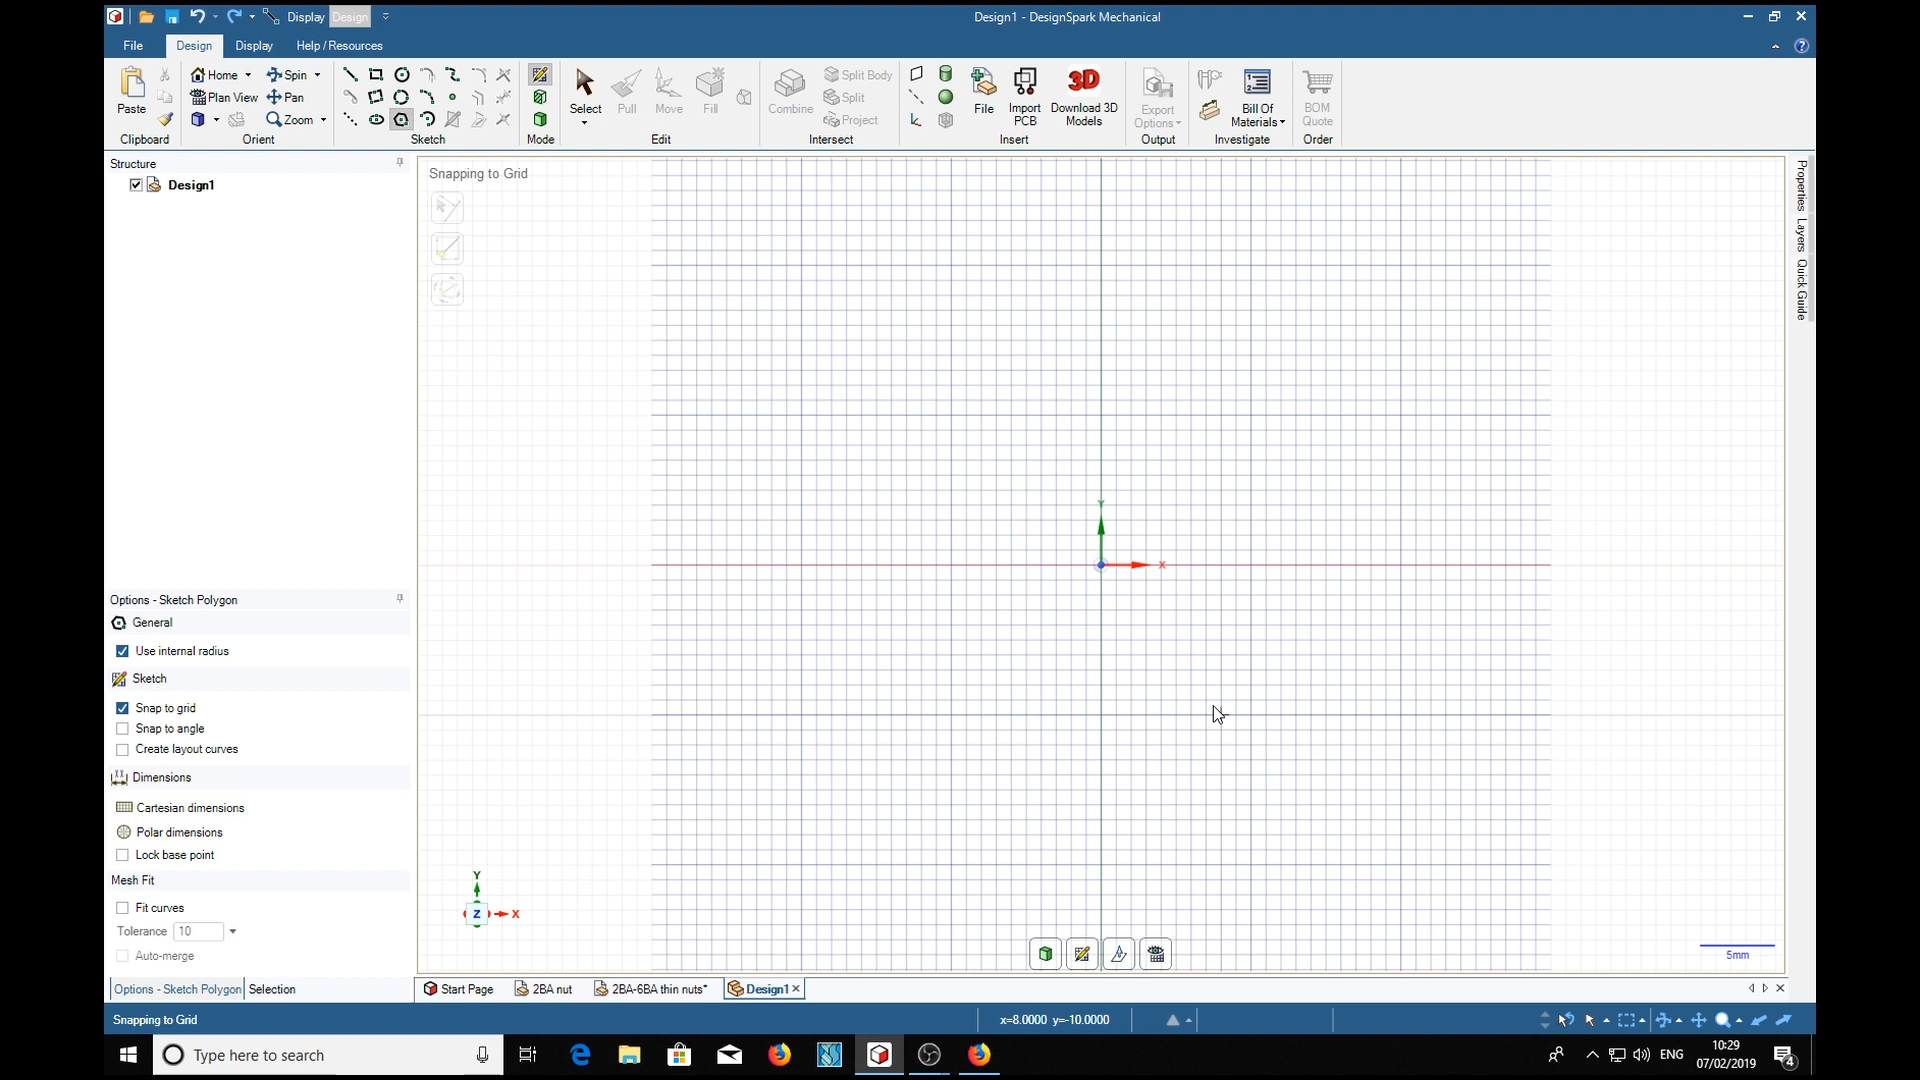 Display Design
Design1 - DesignSpark Mechanical
File Design Display Help / Resources
Paste
Clipboard
Home
Spin
Plan View
Pan
Zoom
Orient
Sketch
Mode
Select
Pull
Move
Fill
Edit
Combine
Split Body
Split
Project
Intersect
File
Import PCB
Download 3D Models
3D
Insert
Export Options
Output
Bill Of Materials
Investigate
BOM Quote
Order
Structure
Design1
Snapping to Grid
Properties
Layers
Quick Guide
Y
X
Options - Sketch Polygon
General
Use internal radius
Sketch
Snap to grid
Snap to angle
Create layout curves
Dimensions
Cartesian dimensions
Polar dimensions
Lock base point
Mesh Fit
Fit curves
Tolerance 10
Auto-merge
Y
Z X
5mm
Options - Sketch Polygon Selection
Start Page 2BA nut 2BA-6BA thin nuts* Design1
Snapping to Grid
x=8.0000 y=-10.0000
Type here to search
ENG
10:29
07/02/2019
4